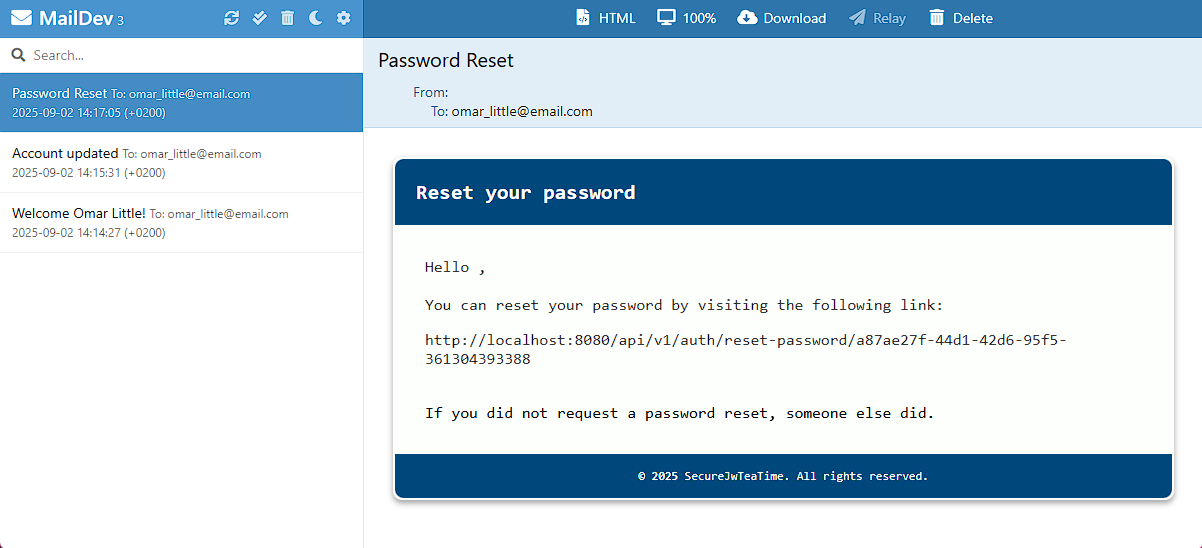 MailDev 3
HTML 100% Download Relay Delete
Search...
Password Reset To: omar_little@email.com
2025-09-02 14:17:05 (+0200)
Account updated To: omar_little@email.com
2025-09-02 14:15:31 (+0200)
Welcome Omar Little! To: omar_little@email.com
2025-09-02 14:14:27 (+0200)
Password Reset
From:
To: omar_little@email.com
Reset your password
Hello ,
You can reset your password by visiting the following link:
http://localhost:8080/api/v1/auth/reset-password/a87ae27f-44d1-42d6-95f5-
361304393388
If you did not request a password reset, someone else did.
© 2025 SecureJwTeaTime. All rights reserved.